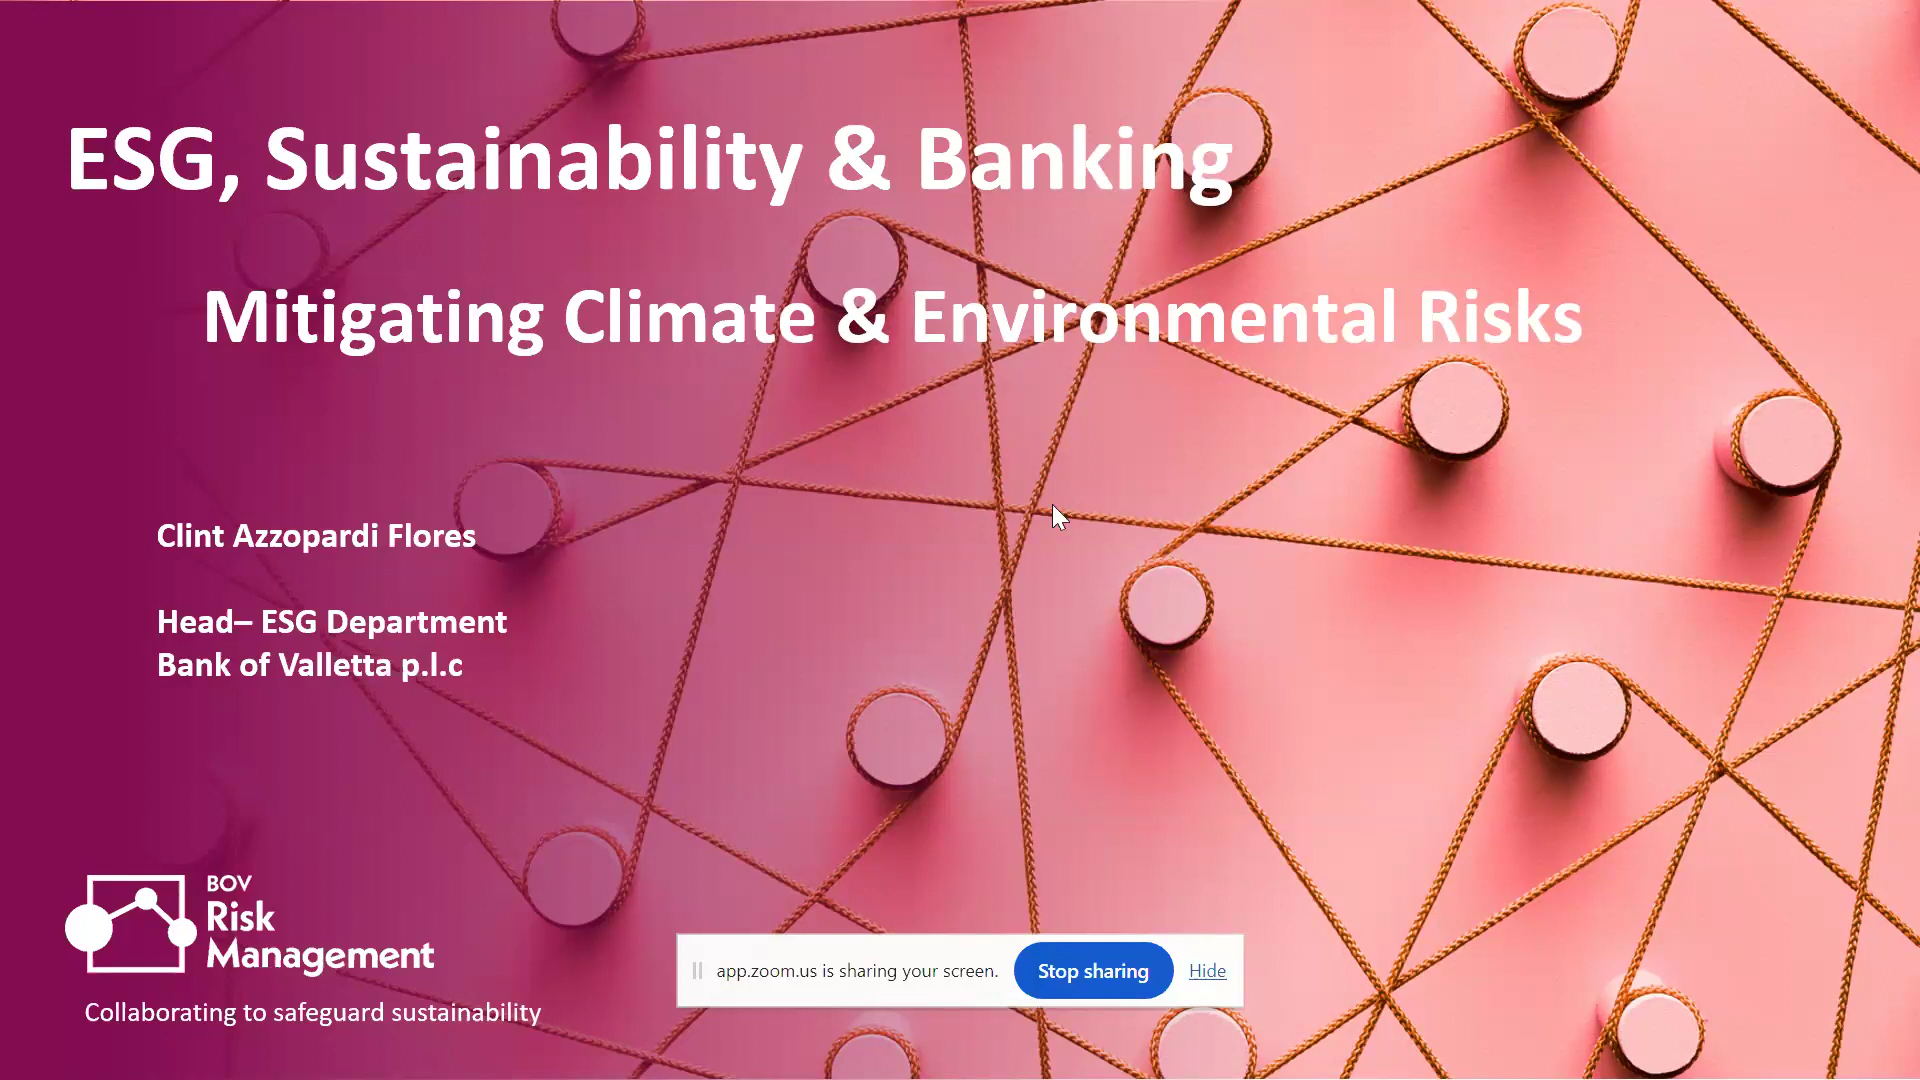 ESG, Sustainability & Banking
Mitigating Climate & Environmental Risks
Clint Azzopardi Flores
Head– ESG Department
Bank of Valletta p.l.c
BOV
Risk
Management
Collaborating to safeguard sustainability
app.zoom.us is sharing your screen. Stop sharing Hide